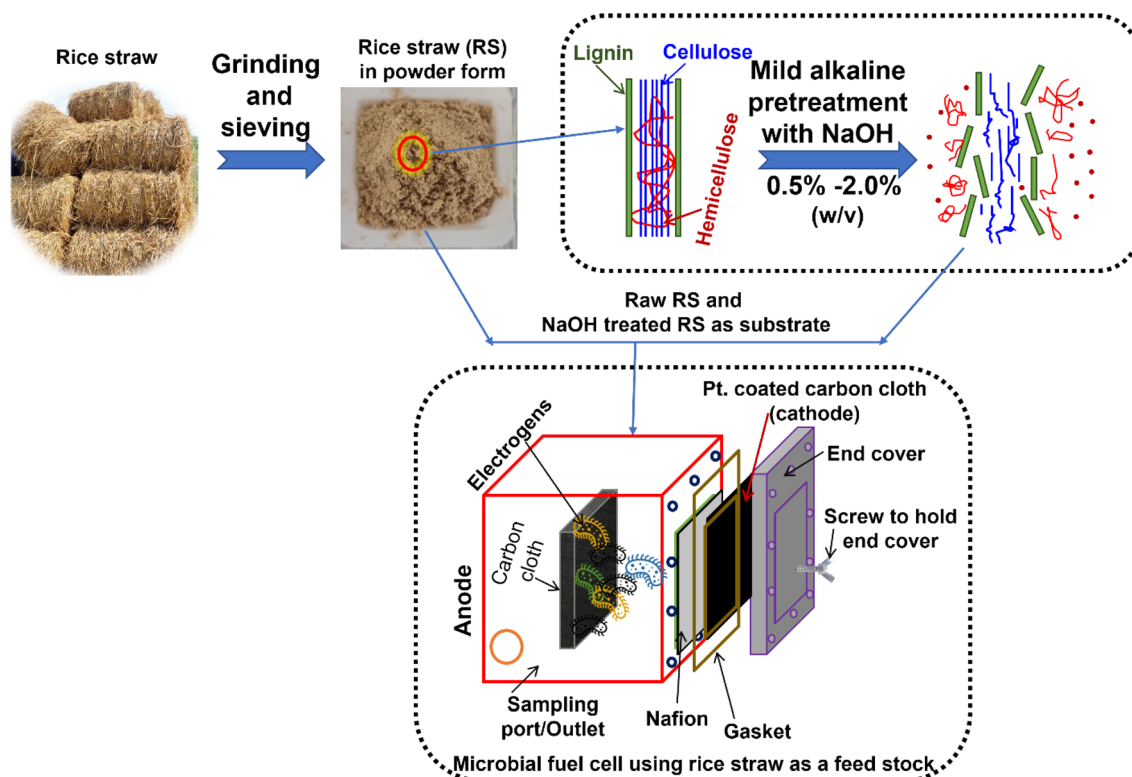 Rice straw
Grinding
and
sieving
Rice straw (RS)
in powder form
Lignin
Cellulose
Hemicellulose
Mild alkaline
pretreatment
with NaOH
0.5% -2.0%
(w/v)
Raw RS and
NaOH treated RS as substrate
Pt. coated carbon cloth
(cathode)
Electrogens
End cover
Carbon
cloth
Screw to hold
end cover
Anode
Sampling
port/Outlet
Nafion
Gasket
Microbial fuel cell using rice straw as a feed stock